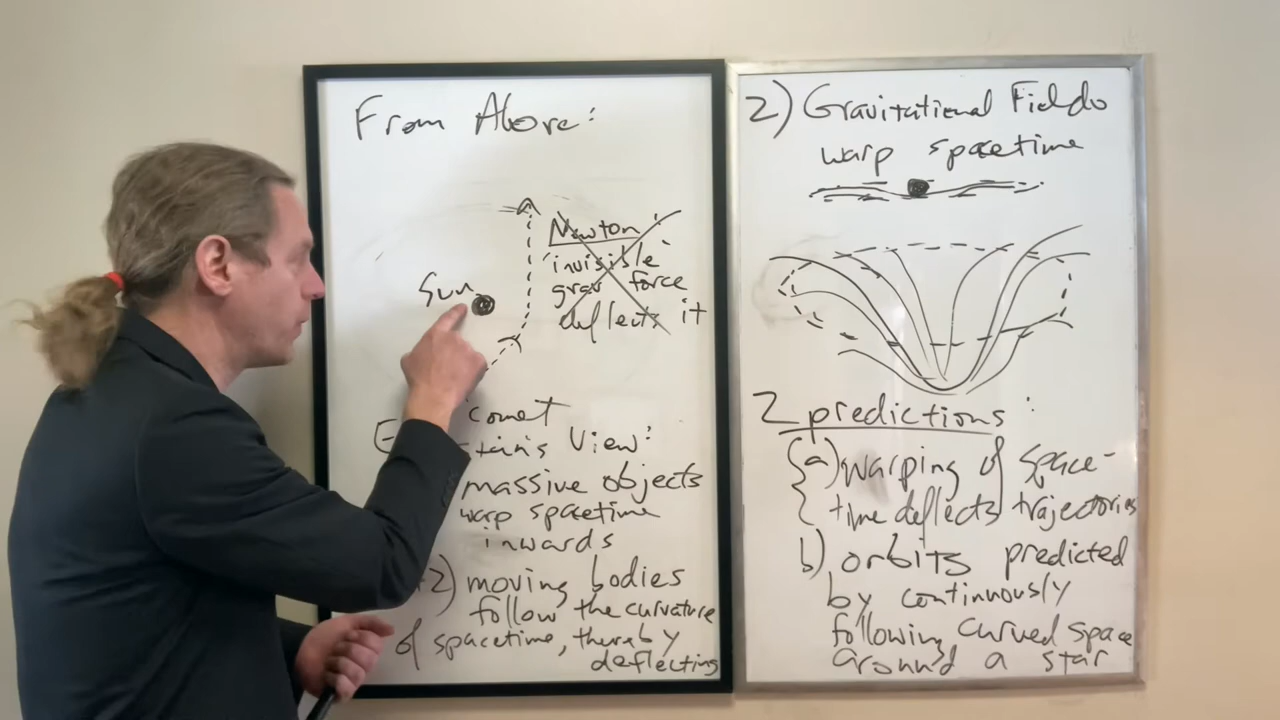 From Above:
Newton
invisible
Sun
grav force
deflects it
comet
View:
massive objects
warp spacetime
inwards
2) moving bodies
follow the curvature
of spacetime, thereby
deflecting
2) Gravitational Fields
warp spacetime
2 predictions:
a) warping of space-
time deflects trajectories
b) orbits predicted
by continuously
following curved space
around a star